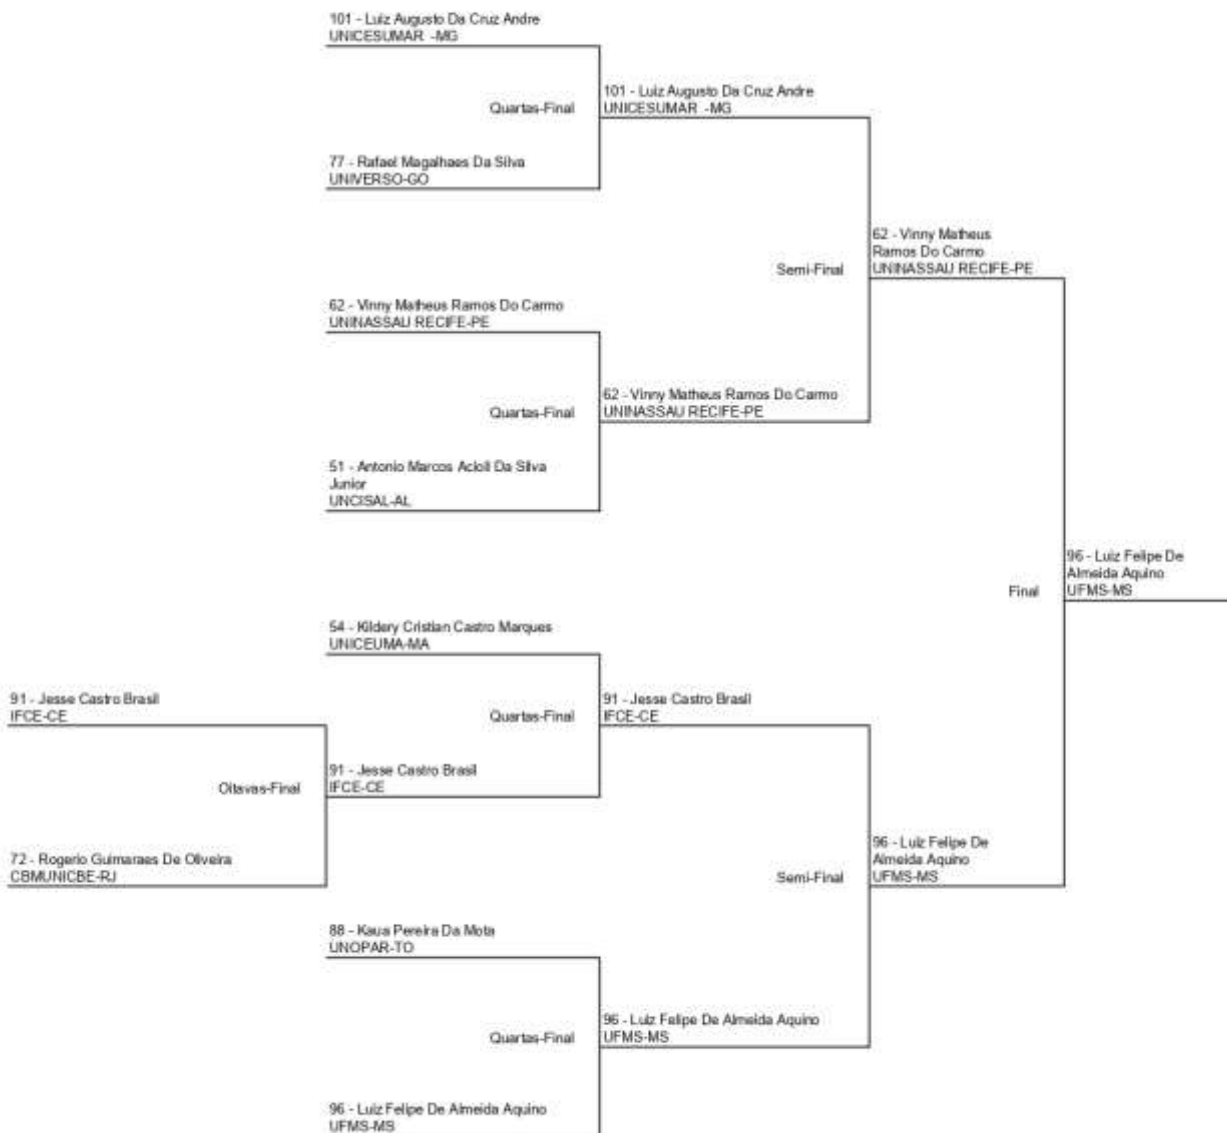 101 - Luiz Augusto Da Cruz Andre
UNICESUMAR -MG
101 - Luiz Augusto Da Cruz Andre
UNICESUMAR -MG
Quartas-Final
77 - Rafael Magalhaes Da Silva
UNIVERSO-GO
62 - Vinny Matheus
Ramos Do Carmo
UNINASSAU RECIFE-PE
Semi-Final
62 - Vinny Matheus Ramos Do Carmo
UNINASSAU RECIFE-PE
62 - Vinny Matheus Ramos Do Carmo
UNINASSAU RECIFE-PE
Quartas-Final
51 - Antonio Marcos Acioli Da Silva
Junior
UNCISAL-AL
96 - Luiz Felipe De
Almeida Aquino
UFMS-MS
Final
54 - Kildery Cristian Castro Marques
UNICEUMA-MA
91 - Jesse Castro Brasil
IFCE-CE
91 - Jesse Castro Brasil
IFCE-CE
Quartas-Final
91 - Jesse Castro Brasil
IFCE-CE
Oitavas-Final
72 - Rogerio Guimaraes De Oliveira
CBMUNICBE-RJ
96 - Luiz Felipe De
Almeida Aquino
UFMS-MS
Semi-Final
88 - Kaua Pereira Da Mota
UNOPAR-TO
96 - Luiz Felipe De Almeida Aquino
UFMS-MS
Quartas-Final
96 - Luiz Felipe De Almeida Aquino
UFMS-MS